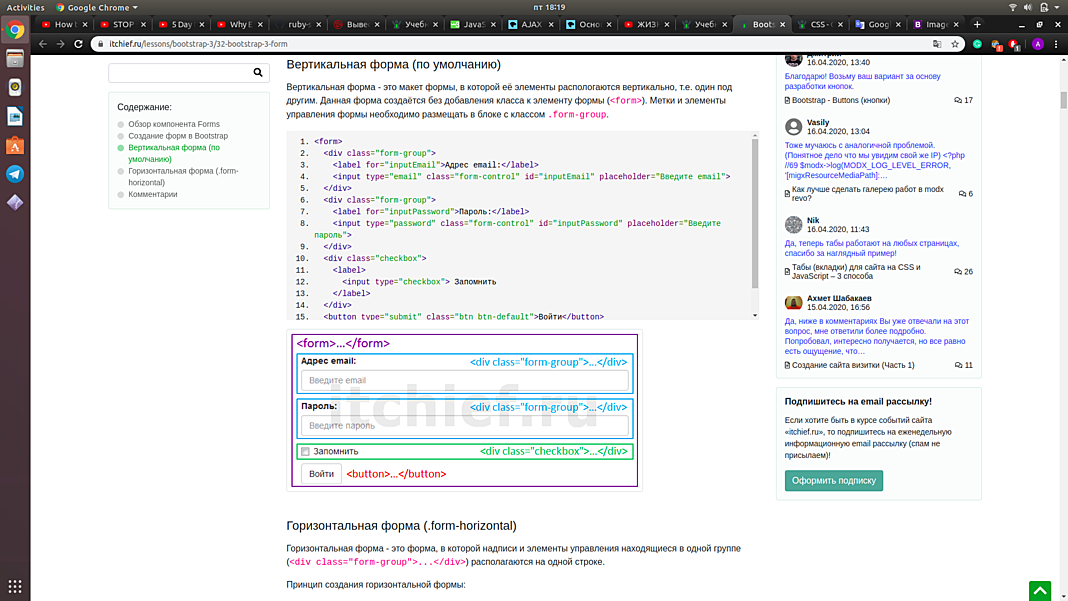 Activities
Google Chrome
пт 18:19
How t
STOP
5 Day
Why E
ruby-s
Выве
Учебн
JavaS
AJAX
Осно
ЖИЗН
Учебн
Boots
CSS -
Googl
Image
itchief.ru/lessons/bootstrap-3/32-bootstrap-3-form
Содержание:
Обзор компонента Forms
Создание форм в Bootstrap
Вертикальная форма (по
умолчанию)
Горизонтальная форма (.form-
horizontal)
Комментарии
Вертикальная форма (по умолчанию)
Вертикальная форма - это макет формы, в которой её элементы распологаются вертикально, т.е. один под
другим. Данная форма создаётся без добавления класса к элементу формы (<form>). Метки и элементы
управления формы необходимо размещать в блоке с классом .form-group.
1. <form>
2. <div class="form-group">
3. <label for="inputEmail">Адрес email:</label>
4. <input type="email" class="form-control" id="inputEmail" placeholder="Введите email">
5. </div>
6. <div class="form-group">
7. <label for="inputPassword">Пароль:</label>
8. <input type="password" class="form-control" id="inputPassword" placeholder="Введите
пароль">
9. </div>
10. <div class="checkbox">
11. <label>
12. <input type="checkbox"> Запомнить
13. </label>
14. </div>
15. <button type="submit" class="btn btn-default">Войти</button>
<form>...</form>
Адрес email: <div class="form-group">...</div>
Введите email
itchief.ru
Пароль: <div class="form-group">...</div>
Введите пароль
Запомнить <div class="checkbox">...</div>
Войти <button>...</button>
Горизонтальная форма (.form-horizontal)
Горизонтальная форма - это форма, в которой надписи и элементы управления находящиеся в одной группе
(<div class="form-group">...</div>) располагаются на одной строке.
Принцип создания горизонтальной формы:
16.04.2020, 13:40
Благодарю! Возьму ваш вариант за основу
разработки кнопок.
Bootstrap - Buttons (кнопки) 17
Vasily
16.04.2020, 13:04
Тоже мучаюсь с аналогичной проблемой.
(Понятное дело что мы увидим свой же IP) <?php
//69 $modx->log(MODX_LOG_LEVEL_ERROR,
'[migxResourceMediaPath]:...
Как лучше сделать галерею работ в modx
revo? 6
Nik
16.04.2020, 11:43
Да, теперь табы работают на любых страницах,
спасибо за наглядный пример!
Табы (вкладки) для сайта на CSS и
JavaScript – 3 способа 26
Ахмет Шабакаев
15.04.2020, 16:56
Да, ниже в комментариях Вы уже отвечали на этот
вопрос, мне ответили более подробно.
Попробовал, интересно получается, но все равно
есть ощущение, что...
Создание сайта визитки (Часть 1) 11
Подпишитесь на email рассылку!
Если хотите быть в курсе событий сайта
«itchief.ru», то подпишитесь на еженедельную
информационную email рассылку (спам не
присылаем)!
Оформить подписку